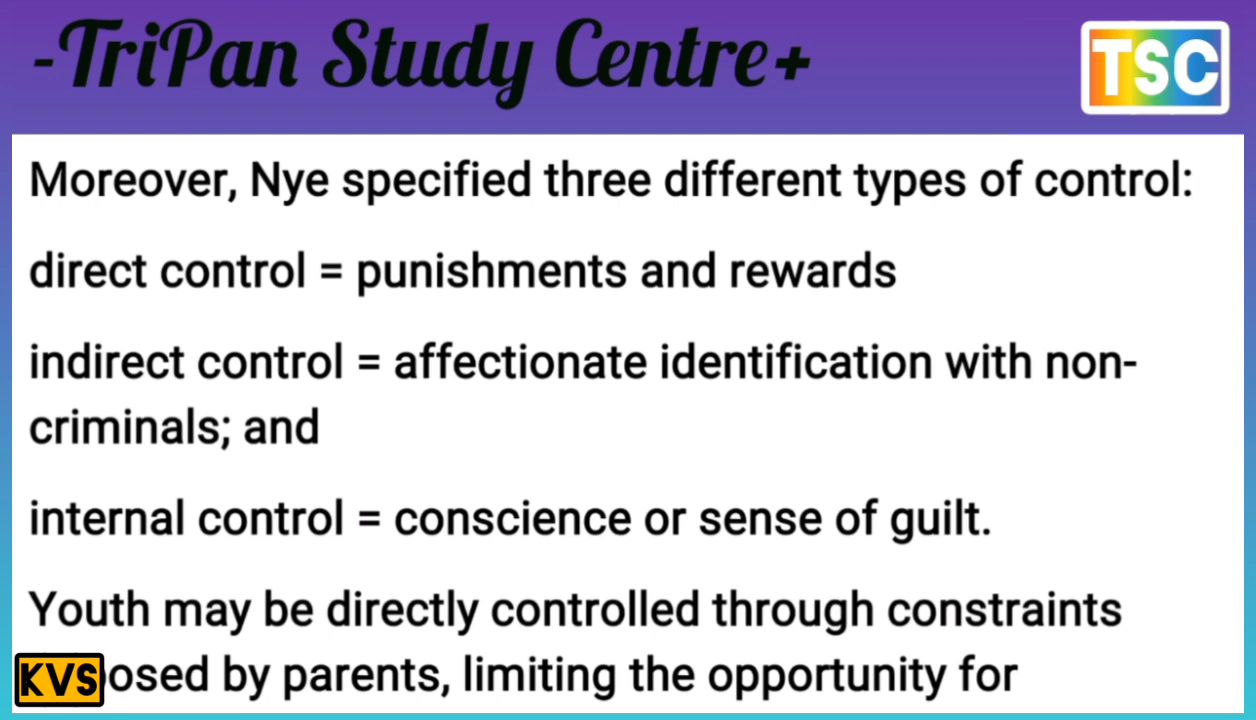 -TriPan Study Centre+
TSC
Moreover, Nye specified three different types of control:
direct control = punishments and rewards
indirect control = affectionate identification with non-
criminals; and
internal control = conscience or sense of guilt.
Youth may be directly controlled through constraints
KVS
osed by parents, limiting the opportunity for